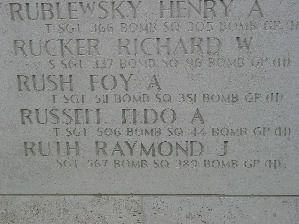 RUBLEWSKY HENRY A
T SGT 366 BOMB SQ 305 BOMB GP (H)
RUCKER RICHARD W
S SGT 337 BOMB SQ 96 BOMB GP (H)
RUSH FOY A
T SGT 511 BOMB SQ 351 BOMB GP (H)
RUSSELL ELDO A
T SGT 506 BOMB SQ 44 BOMB GP (H)
RUTH RAYMOND J
SGT 567 BOMB SQ 389 BOMB GP (H)